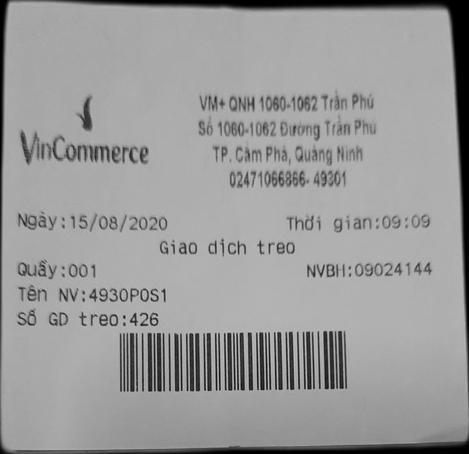 VinCommerce
VM+ QNH 1060-1062 Trần Phú
Số 1060-1062 Đường Trần Phú
TP. Cẩm Phả, Quảng Ninh
02471066866- 49301
Ngày:15/08/2020 Thời gian:09:09
Giao dịch treo
Quầy:001 NVBH:09024144
Tên NV:4930POS1
Số GD treo:426